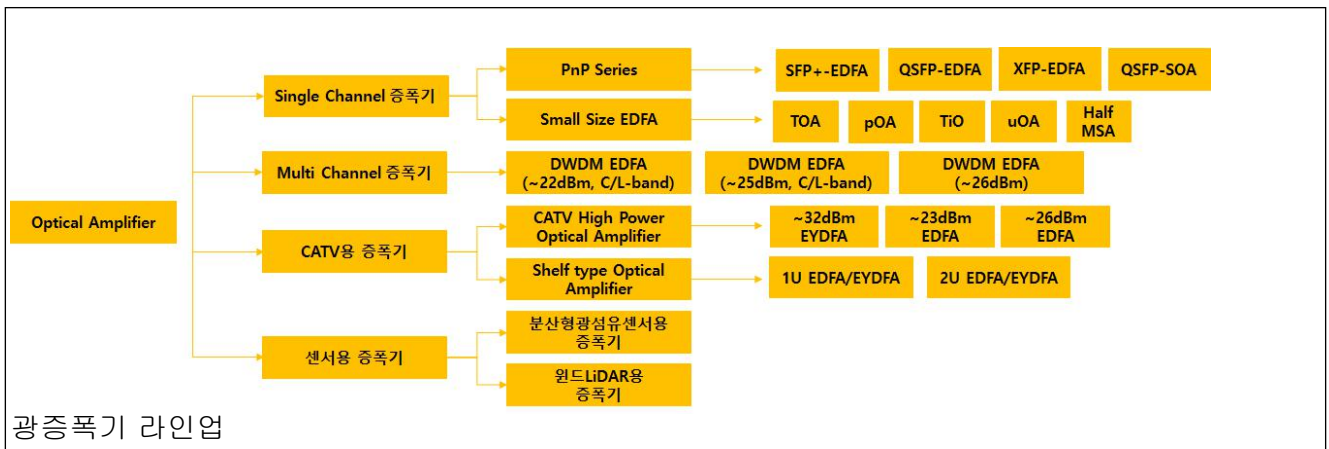 Optical Amplifier
Single Channel 증폭기
PnP Series
SFP+-EDFA
QSFP-EDFA
XFP-EDFA
QSFP-SOA
Small Size EDFA
TOA
pOA
TiO
uOA
Half
MSA
Multi Channel 증폭기
DWDM EDFA
(~22dBm, C/L-band)
DWDM EDFA
(~25dBm, C/L-band)
DWDM EDFA
(~26dBm)
CATV용 증폭기
CATV High Power
Optical Amplifier
~32dBm
EYDFA
~23dBm
EDFA
~26dBm
EDFA
Shelf type Optical
Amplifier
1U EDFA/EYDFA
2U EDFA/EYDFA
센서용 증폭기
분산형광섬유센서용
증폭기
윈드LiDAR용
증폭기
광증폭기 라인업